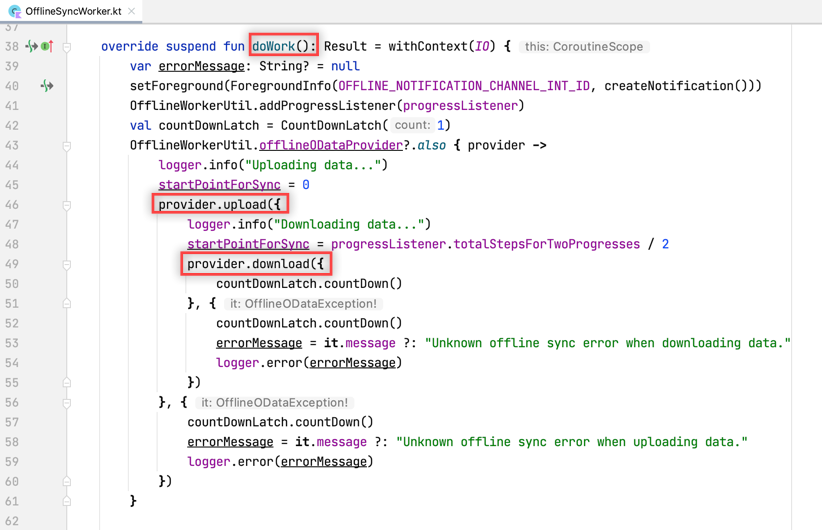 OfflineSyncWorker.kt
37
38 override suspend fun doWork(): Result = withContext(IO) { this: CoroutineScope
39 var errorMessage: String? = null
40 setForeground(ForegroundInfo(OFFLINE_NOTIFICATION_CHANNEL_INT_ID, createNotification()))
41 OfflineWorkerUtil.addProgressListener(progressListener)
42 val countDownLatch = CountDownLatch( count: 1)
43 OfflineWorkerUtil.offlineODataProvider?.also { provider ->
44 logger.info("Uploading data...")
45 startPointForSync = 0
46 provider.upload({
47 logger.info("Downloading data...")
48 startPointForSync = progressListener.totalStepsForTwoProgresses / 2
49 provider.download({
50 countDownLatch.countDown()
51 }, { it: OfflineODataException!
52 countDownLatch.countDown()
53 errorMessage = it.message ?: "Unknown offline sync error when downloading data."
54 logger.error(errorMessage)
55 })
56 }, { it: OfflineODataException!
57 countDownLatch.countDown()
58 errorMessage = it.message ?: "Unknown offline sync error when uploading data."
59 logger.error(errorMessage)
60 })
61 }
62